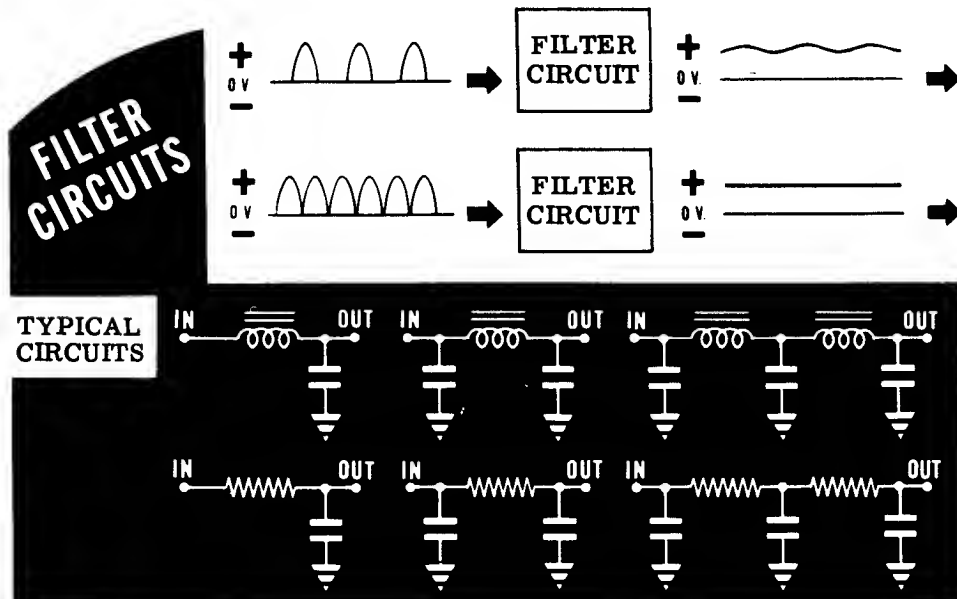 FILTER
CIRCUITS
+
0 V.
−
FILTER
CIRCUIT
+
0 V.
−
+
0 V.
−
FILTER
CIRCUIT
+
0 V.
−
TYPICAL
CIRCUITS
IN OUT IN OUT IN OUT
IN OUT IN OUT IN OUT